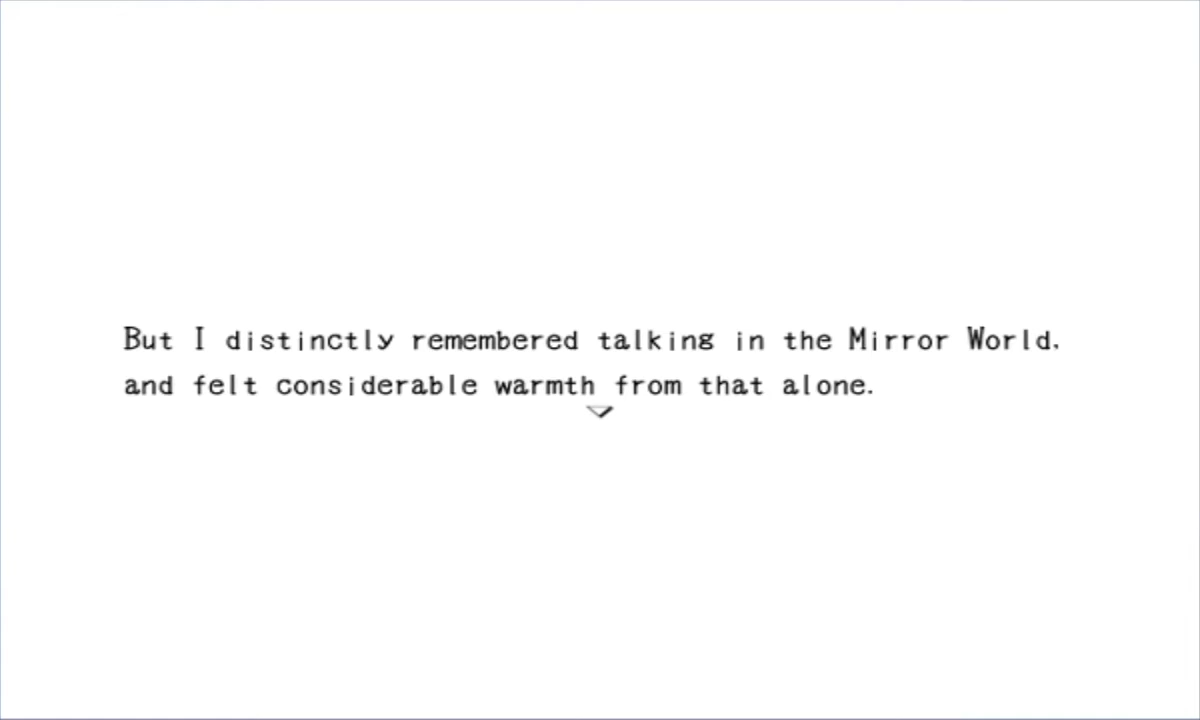 But I distinctly remembered talking in the Mirror World,
and felt considerable warmth from that alone.